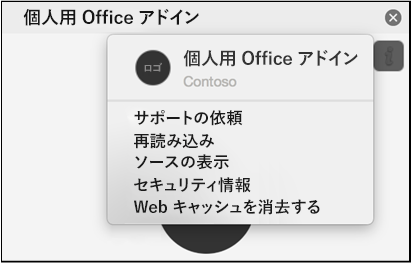 個人用 Office アドイン
ロゴ
個人用 Office アドイン
Contoso
サポートの依頼
再読み込み
ソースの表示
セキュリティ情報
Web キャッシュを消去する